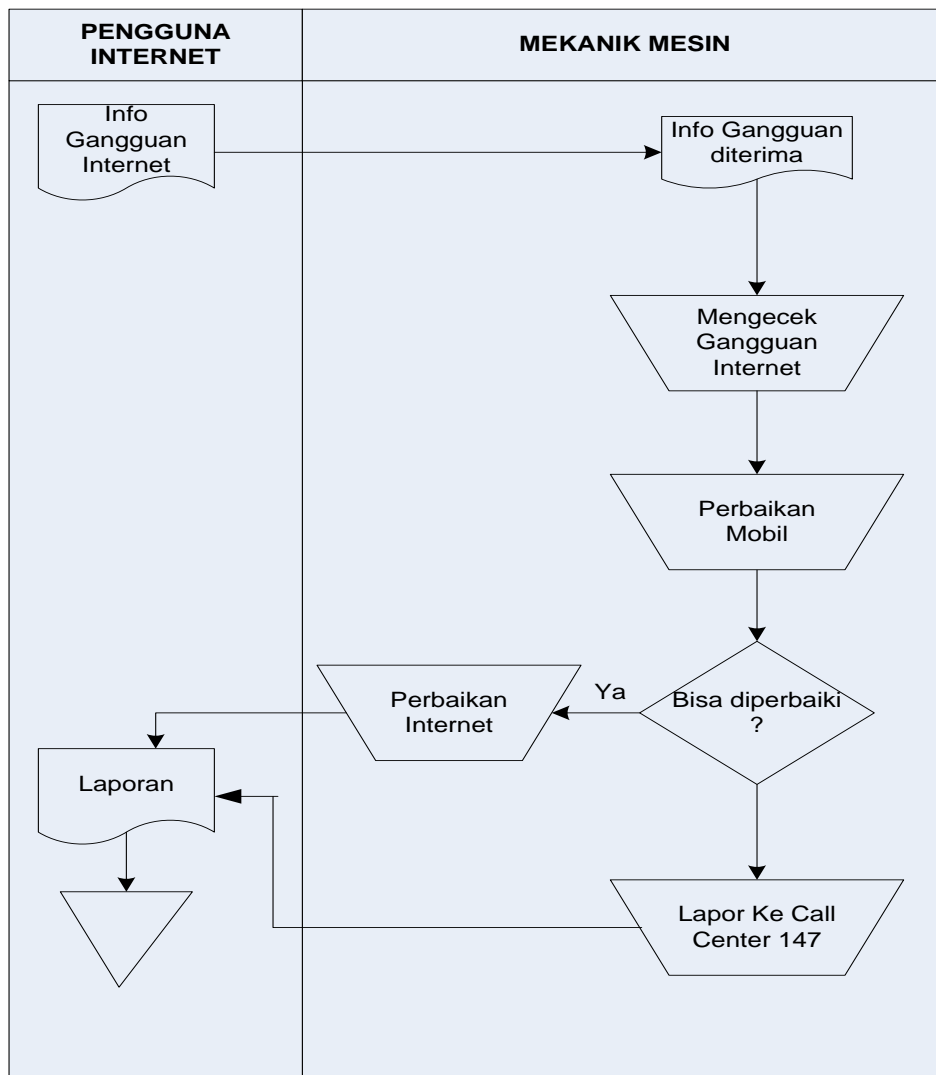 PENGGUNA
INTERNET
MEKANIK MESIN
Info
Gangguan
Internet
Info Gangguan
diterima
Mengecek
Gangguan
Internet
Perbaikan
Mobil
Bisa diperbaiki
?
Ya
Perbaikan
Internet
Laporan
Lapor Ke Call
Center 147